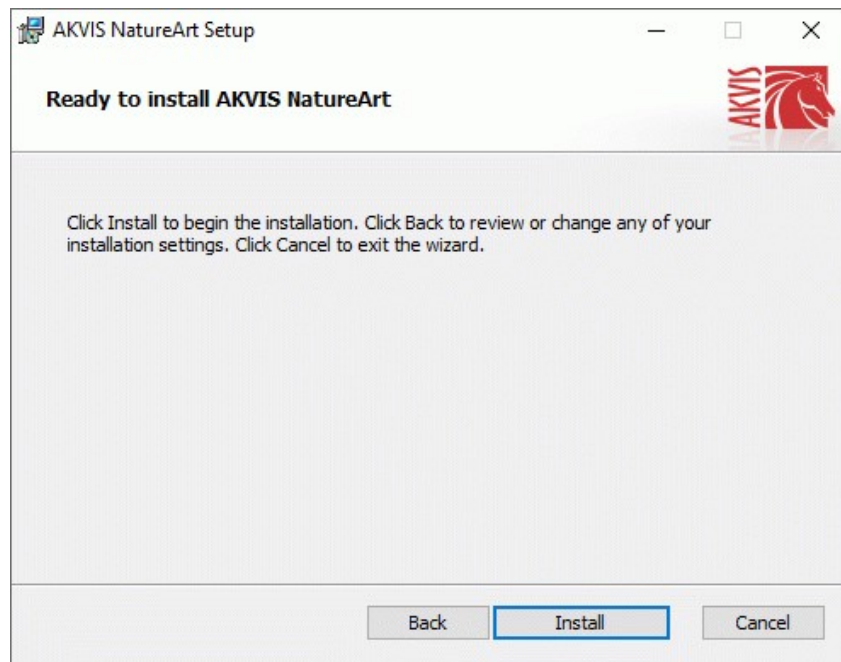 AKVIS NatureArt Setup
Ready to install AKVIS NatureArt
AKVIS
Click Install to begin the installation. Click Back to review or change any of your
installation settings. Click Cancel to exit the wizard.
Back
Install
Cancel